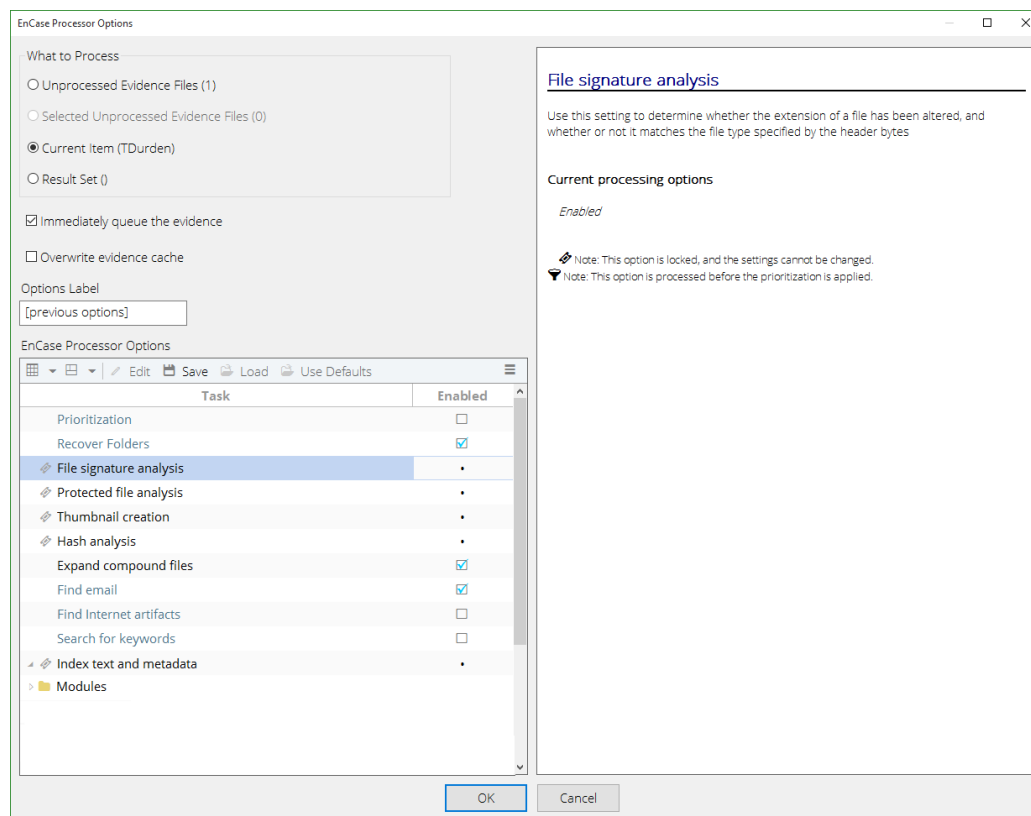 EnCase Processor Options
What to Process
Unprocessed Evidence Files (1)
Selected Unprocessed Evidence Files (0)
Current Item (TDurden)
Result Set ()
Immediately queue the evidence
Overwrite evidence cache
Options Label
[previous options]
EnCase Processor Options
Edit Save Load Use Defaults
Task Enabled
Prioritization
Recover Folders
File signature analysis
Protected file analysis
Thumbnail creation
Hash analysis
Expand compound files
Find email
Find Internet artifacts
Search for keywords
Index text and metadata
Modules
File signature analysis
Use this setting to determine whether the extension of a file has been altered, and
whether or not it matches the file type specified by the header bytes
Current processing options
Enabled
Note: This option is locked, and the settings cannot be changed.
Note: This option is processed before the prioritization is applied.
OK Cancel